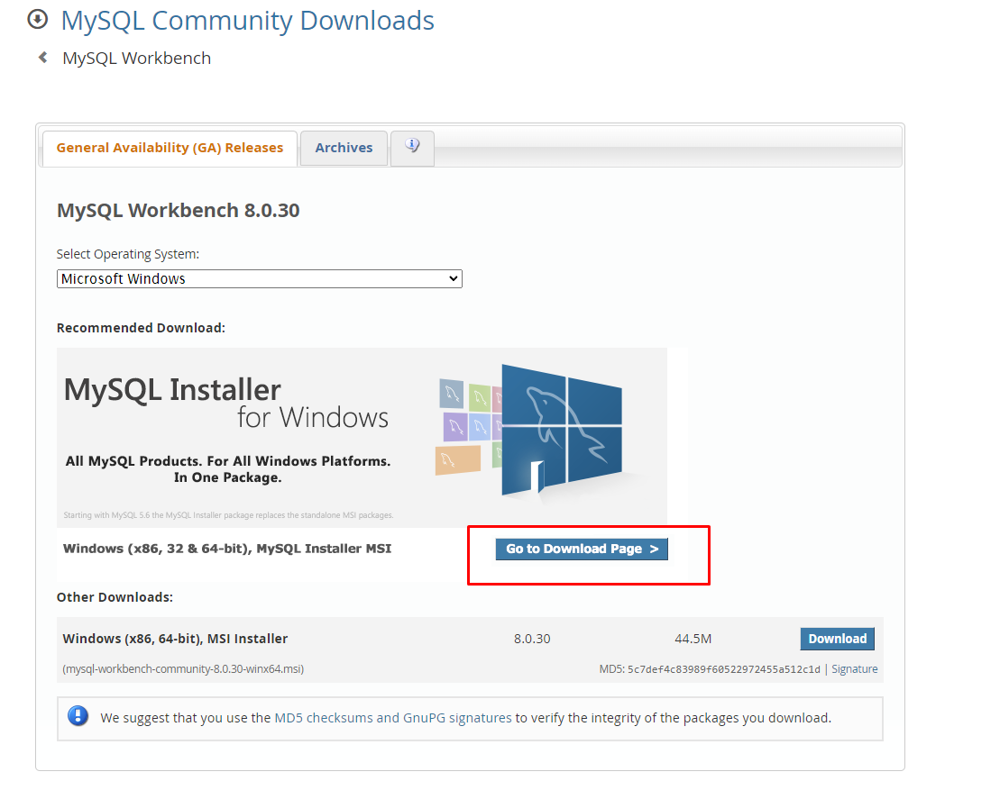 MySQL Community Downloads
MySQL Workbench
General Availability (GA) Releases Archives
MySQL Workbench 8.0.30
Select Operating System:
Microsoft Windows
Recommended Download:
MySQL Installer
for Windows
All MySQL Products. For All Windows Platforms.
In One Package.
Starting with MySQL 5.6 the MySQL Installer package replaces the standalone MSI packages.
Windows (x86, 32 & 64-bit), MySQL Installer MSI Go to Download Page >
Other Downloads:
Windows (x86, 64-bit), MSI Installer 8.0.30 44.5M Download
(mysql-workbench-community-8.0.30-winx64.msi) MD5: 5c7def4c83989f60522972455a512c1d | Signature
We suggest that you use the MD5 checksums and GnuPG signatures to verify the integrity of the packages you download.